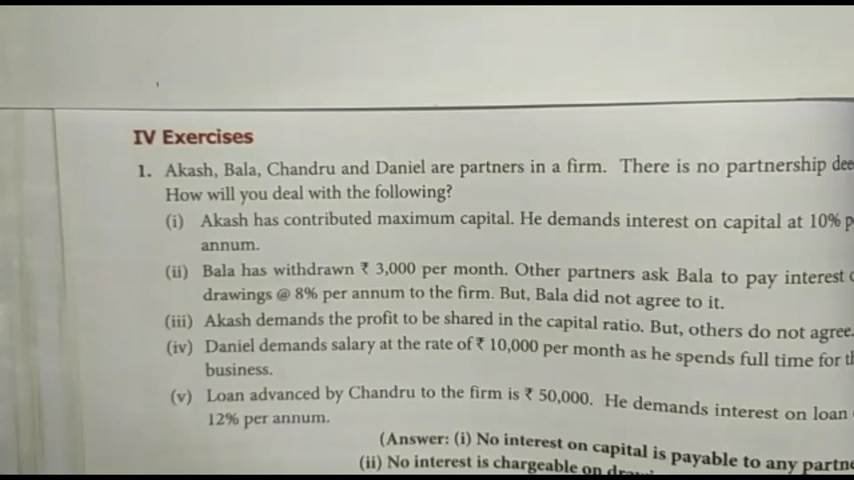 IV Exercises
1. Akash, Bala, Chandru and Daniel are partners in a firm. There is no partnership dee
How will you deal with the following?
(i) Akash has contributed maximum capital. He demands interest on capital at 10% p
annum.
(ii) Bala has withdrawn ₹ 3,000 per month. Other partners ask Bala to pay interest
drawings @ 8% per annum to the firm. But, Bala did not agree to it.
(iii) Akash demands the profit to be shared in the capital ratio. But, others do not agree.
(iv) Daniel demands salary at the rate of ₹ 10,000 per month as he spends full time for th
business.
(v) Loan advanced by Chandru to the firm is ₹ 50,000. He demands interest on loan
12% per annum.
(Answer: (i) No interest on capital is payable to any partne
(ii) No interest is chargeable on